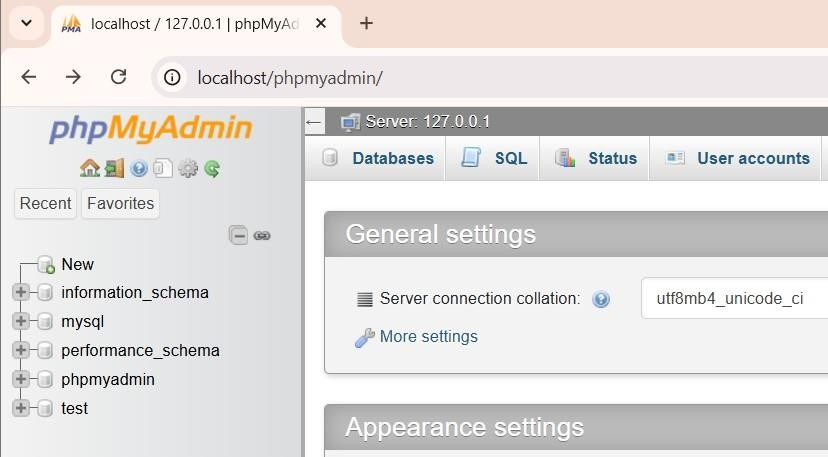 PMA localhost / 127.0.0.1 | phpMyAd
localhost/phpmyadmin/
phpMyAdmin
Recent Favorites
New
information_schema
mysql
performance_schema
phpmyadmin
test
Server: 127.0.0.1
Databases SQL Status User accounts
General settings
Server connection collation: utf8mb4_unicode_ci
More settings
Appearance settings